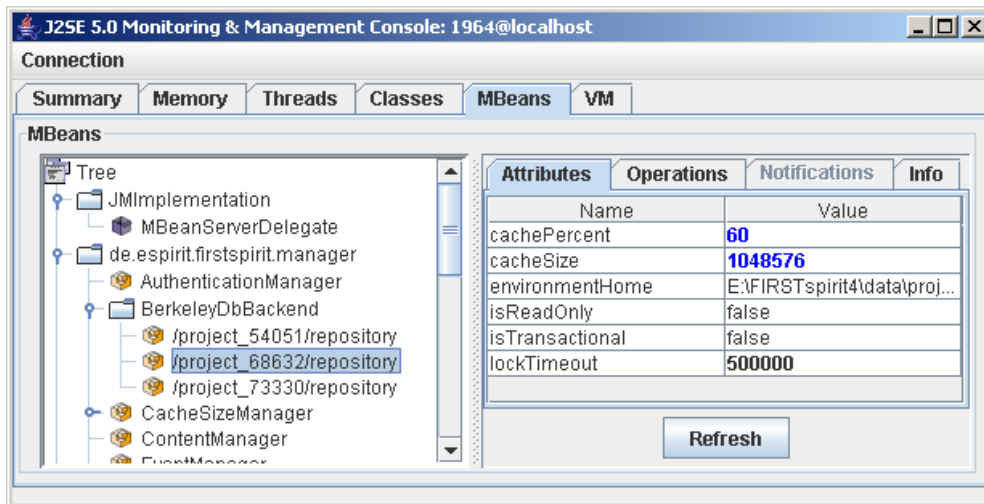 J2SE 5.0 Monitoring & Management Console: 1964@localhost
Connection
Summary Memory Threads Classes MBeans VM
MBeans
Tree
JMImplementation
MBeanServerDelegate
de.espirit.firstspirit.manager
AuthenticationManager
BerkeleyDbBackend
/project_54051/repository
/project_68632/repository
/project_73330/repository
CacheSizeManager
ContentManager
EventManager
Attributes Operations Notifications Info
Name Value
cachePercent 60
cacheSize 1048576
environmentHome E:\FIRSTspirit4\data\proj...
isReadOnly false
isTransactional false
lockTimeout 500000
Refresh